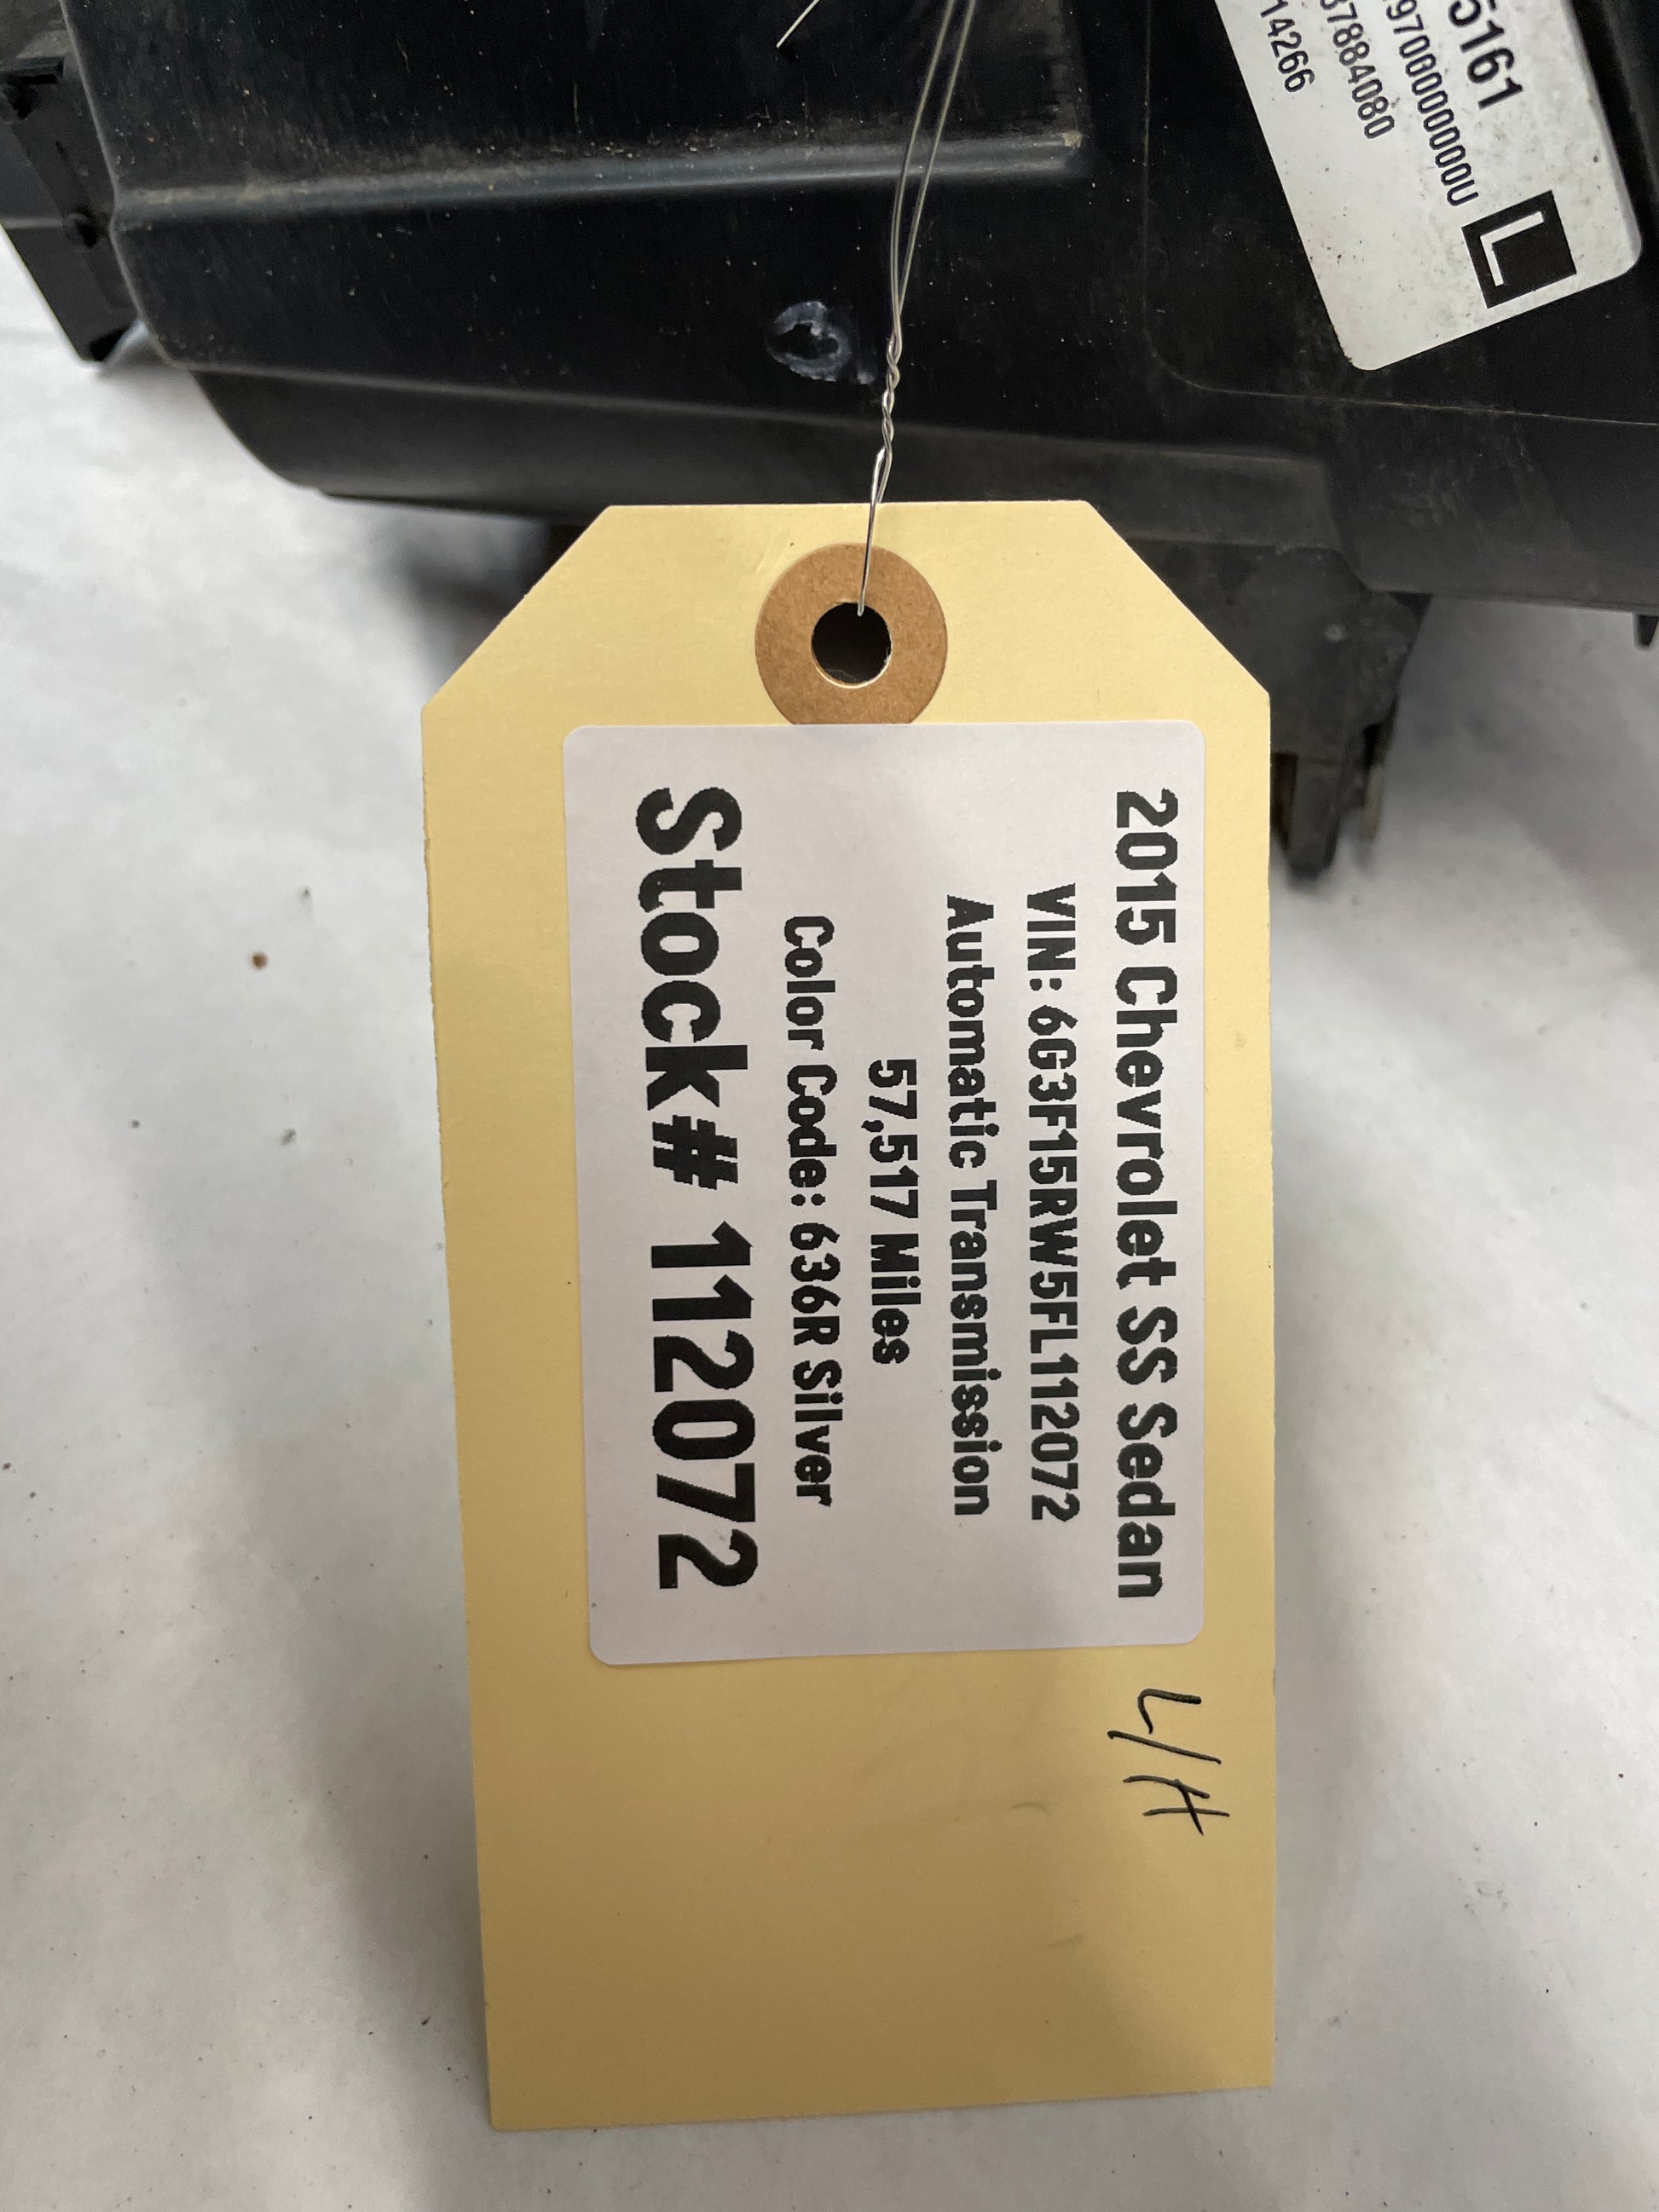 2015 Chevrolet SS Sedan
VIN: 6G3F15RW5FL112072
Automatic Transmission
57,517 Miles
Color Code: 636R Silver
Stock# 112072
L/H
5161
97000000000U
37884080
14266
L